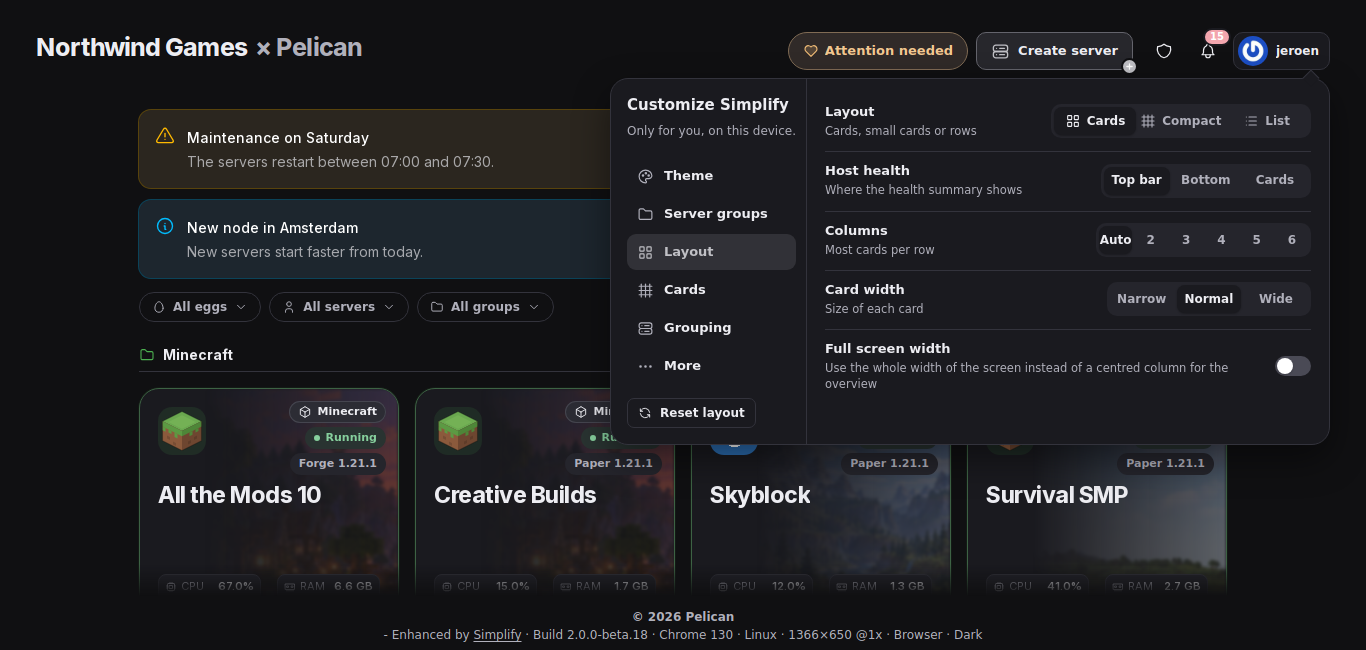 Northwind Games × Pelican
Attention needed
Create server
15
jeroen
Maintenance on Saturday
The servers restart between 07:00 and 07:30.
New node in Amsterdam
New servers start faster from today.
All eggs
All servers
All groups
Minecraft
Customize Simplify
Only for you, on this device.
Theme
Server groups
Layout
Cards
Grouping
More
Reset layout
Layout
Cards, small cards or rows
Cards Compact List
Host health
Where the health summary shows
Top bar Bottom Cards
Columns
Most cards per row
Auto 2 3 4 5 6
Card width
Size of each card
Narrow Normal Wide
Full screen width
Use the whole width of the screen instead of a centred column for the
overview
Minecraft
Running
Forge 1.21.1
All the Mods 10
CPU 67.0% RAM 6.6 GB
Paper 1.21.1
Creative Builds
CPU 15.0% RAM 1.7 GB
Paper 1.21.1
Skyblock
CPU 12.0% RAM 1.3 GB
Paper 1.21.1
Survival SMP
CPU 41.0% RAM 2.7 GB
© 2026 Pelican
- Enhanced by Simplify · Build 2.0.0-beta.18 · Chrome 130 · Linux · 1366×650 @1x · Browser · Dark